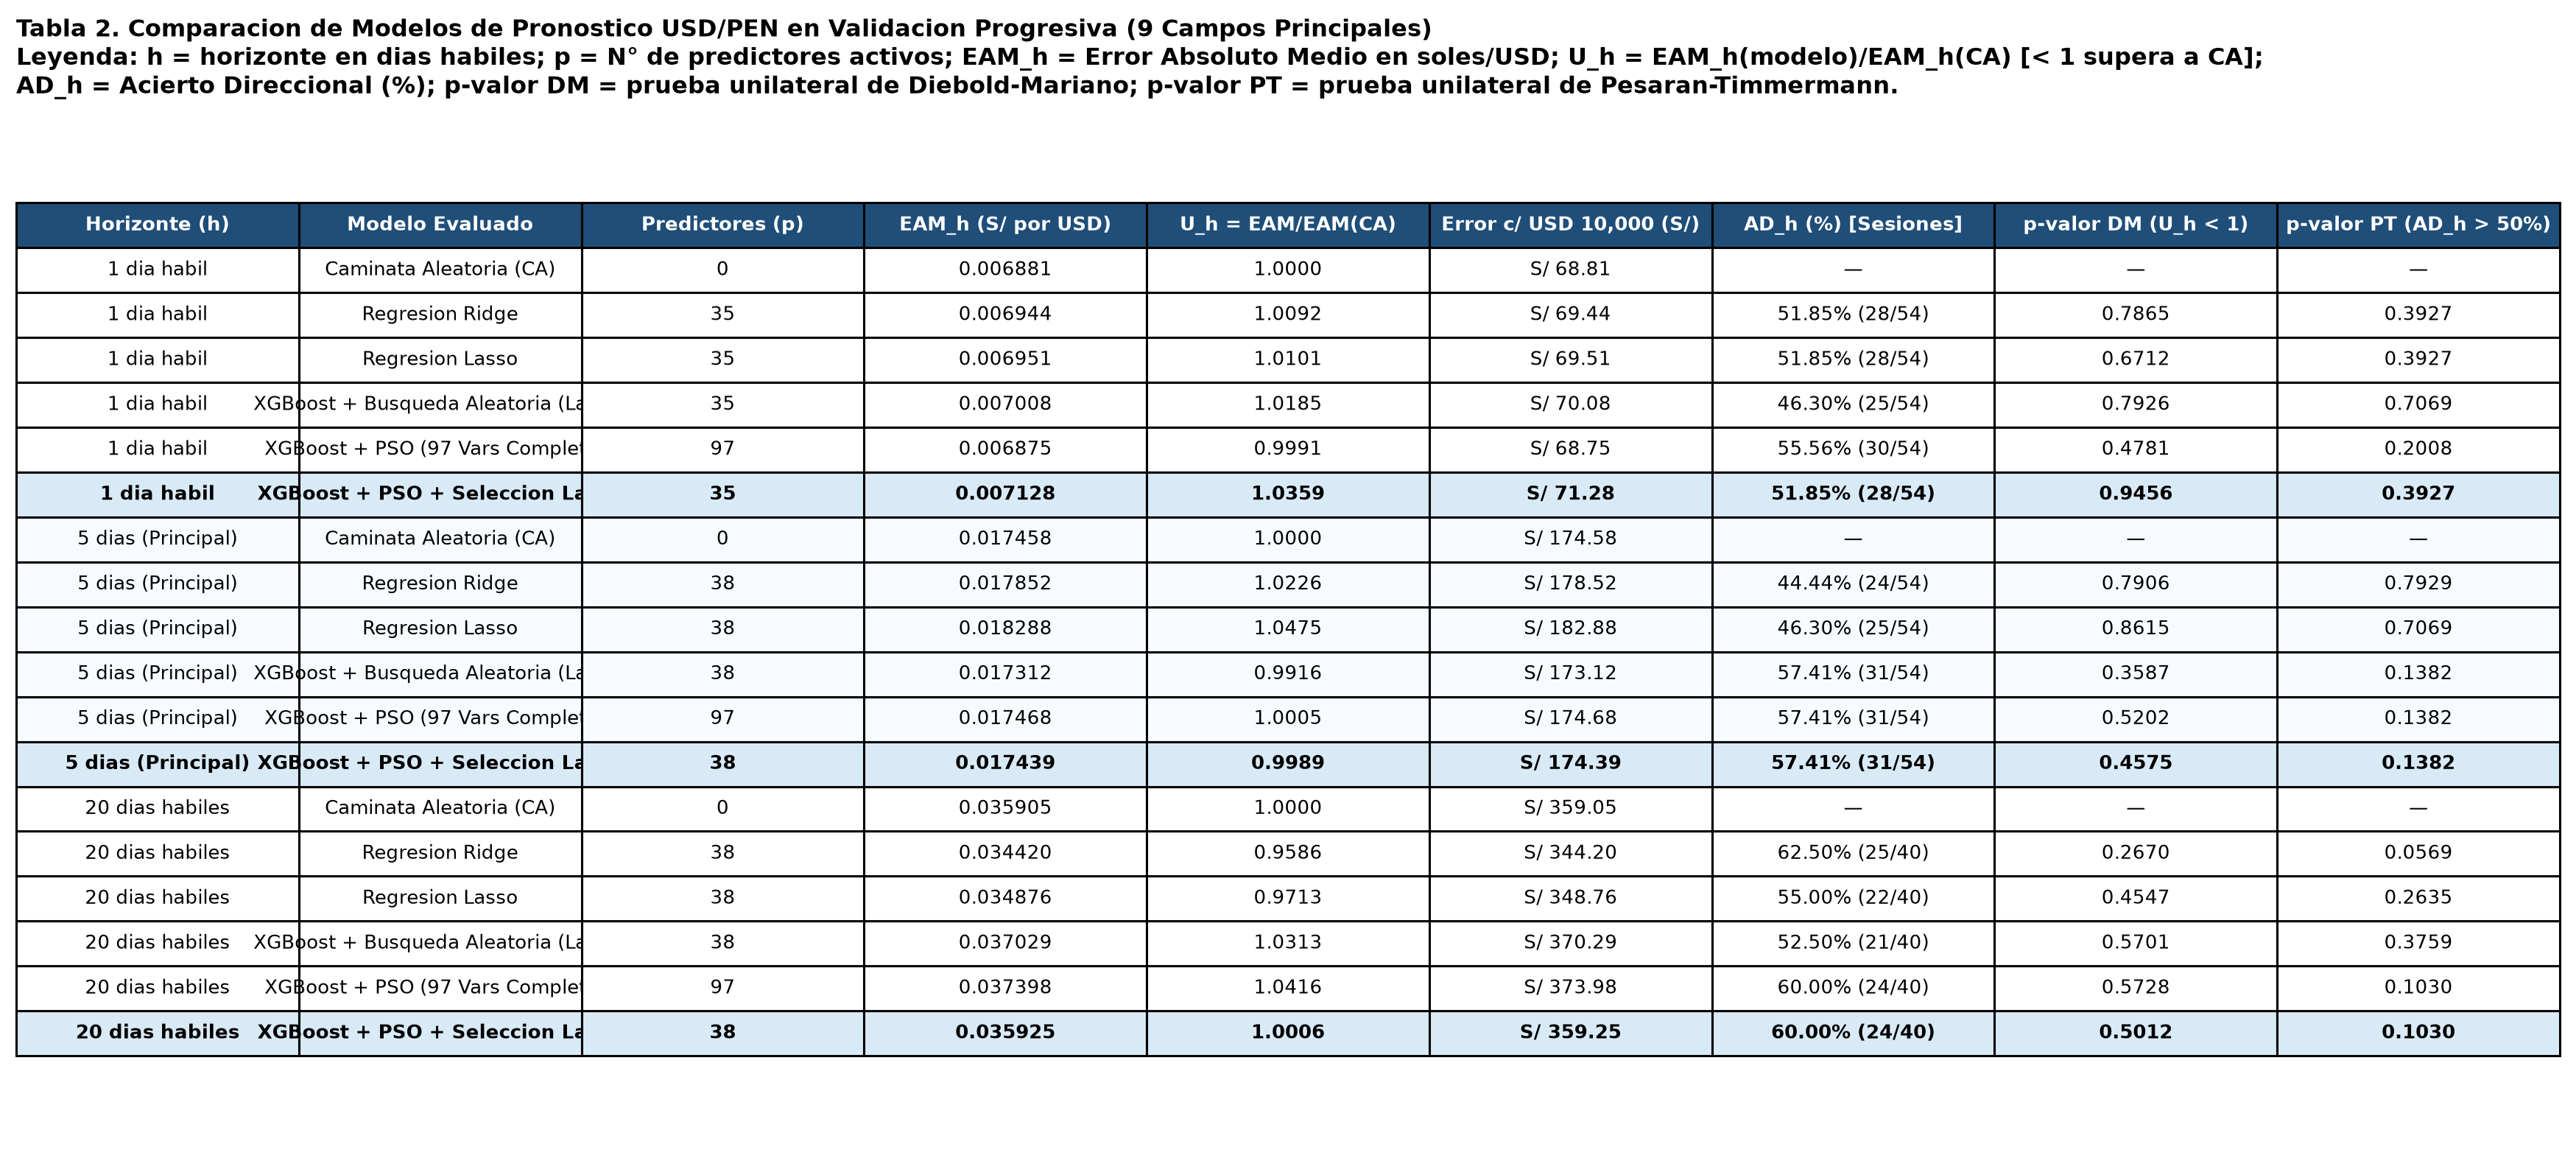 Tabla 2. Comparacion de Modelos de Pronostico USD/PEN en Validacion Progresiva (9 Campos Principales)
Leyenda: h = horizonte en dias habiles; p = N° de predictores activos; EAM_h = Error Absoluto Medio en soles/USD; U_h = EAM_h(modelo)/EAM_h(CA) [< 1 supera a CA];
AD_h = Acierto Direccional (%); p-valor DM = prueba unilateral de Diebold-Mariano; p-valor PT = prueba unilateral de Pesaran-Timmermann.
Horizonte (h) Modelo Evaluado Predictores (p) EAM_h (S/ por USD) U_h = EAM/EAM(CA) Error c/ USD 10,000 (S/) AD_h (%) [Sesiones] p-valor DM (U_h < 1) p-valor PT (AD_h > 50%)
1 dia habil Caminata Aleatoria (CA) 0 0.006881 1.0000 S/ 68.81 — — —
1 dia habil Regresion Ridge 35 0.006944 1.0092 S/ 69.44 51.85% (28/54) 0.7865 0.3927
1 dia habil Regresion Lasso 35 0.006951 1.0101 S/ 69.51 51.85% (28/54) 0.6712 0.3927
1 dia habil XGBoost + Busqueda Aleatoria (La 35 0.007008 1.0185 S/ 70.08 46.30% (25/54) 0.7926 0.7069
1 dia habil XGBoost + PSO (97 Vars Complet 97 0.006875 0.9991 S/ 68.75 55.56% (30/54) 0.4781 0.2008
1 dia habil XGBoost + PSO + Seleccion La 35 0.007128 1.0359 S/ 71.28 51.85% (28/54) 0.9456 0.3927
5 dias (Principal) Caminata Aleatoria (CA) 0 0.017458 1.0000 S/ 174.58 — — —
5 dias (Principal) Regresion Ridge 38 0.017852 1.0226 S/ 178.52 44.44% (24/54) 0.7906 0.7929
5 dias (Principal) Regresion Lasso 38 0.018288 1.0475 S/ 182.88 46.30% (25/54) 0.8615 0.7069
5 dias (Principal) XGBoost + Busqueda Aleatoria (La 38 0.017312 0.9916 S/ 173.12 57.41% (31/54) 0.3587 0.1382
5 dias (Principal) XGBoost + PSO (97 Vars Complet 97 0.017468 1.0005 S/ 174.68 57.41% (31/54) 0.5202 0.1382
5 dias (Principal) XGBoost + PSO + Seleccion La 38 0.017439 0.9989 S/ 174.39 57.41% (31/54) 0.4575 0.1382
20 dias habiles Caminata Aleatoria (CA) 0 0.035905 1.0000 S/ 359.05 — — —
20 dias habiles Regresion Ridge 38 0.034420 0.9586 S/ 344.20 62.50% (25/40) 0.2670 0.0569
20 dias habiles Regresion Lasso 38 0.034876 0.9713 S/ 348.76 55.00% (22/40) 0.4547 0.2635
20 dias habiles XGBoost + Busqueda Aleatoria (La 38 0.037029 1.0313 S/ 370.29 52.50% (21/40) 0.5701 0.3759
20 dias habiles XGBoost + PSO (97 Vars Complet 97 0.037398 1.0416 S/ 373.98 60.00% (24/40) 0.5728 0.1030
20 dias habiles XGBoost + PSO + Seleccion La 38 0.035925 1.0006 S/ 359.25 60.00% (24/40) 0.5012 0.1030